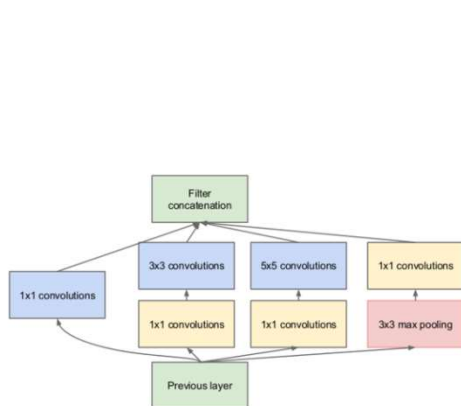 Filter
concatenation
3x3 convolutions
5x5 convolutions
1x1 convolutions
1x1 convolutions
1x1 convolutions
1x1 convolutions
3x3 max pooling
Previous layer